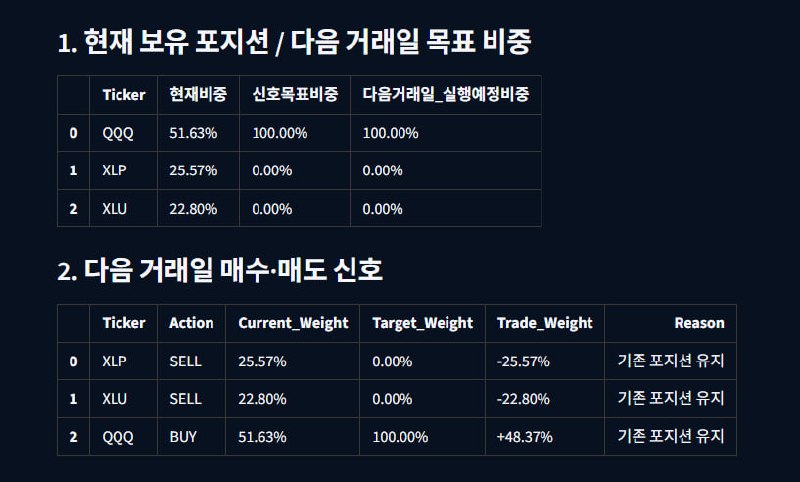 1. 현재 보유 포지션 / 다음 거래일 목표 비중
Ticker 현재비중 신호목표비중 다음거래일_실행예정비중
0 QQQ 51.63% 100.00% 100.00%
1 XLP 25.57% 0.00% 0.00%
2 XLU 22.80% 0.00% 0.00%
2. 다음 거래일 매수·매도 신호
Ticker Action Current_Weight Target_Weight Trade_Weight Reason
0 XLP SELL 25.57% 0.00% -25.57% 기존 포지션 유지
1 XLU SELL 22.80% 0.00% -22.80% 기존 포지션 유지
2 QQQ BUY 51.63% 100.00% +48.37% 기존 포지션 유지